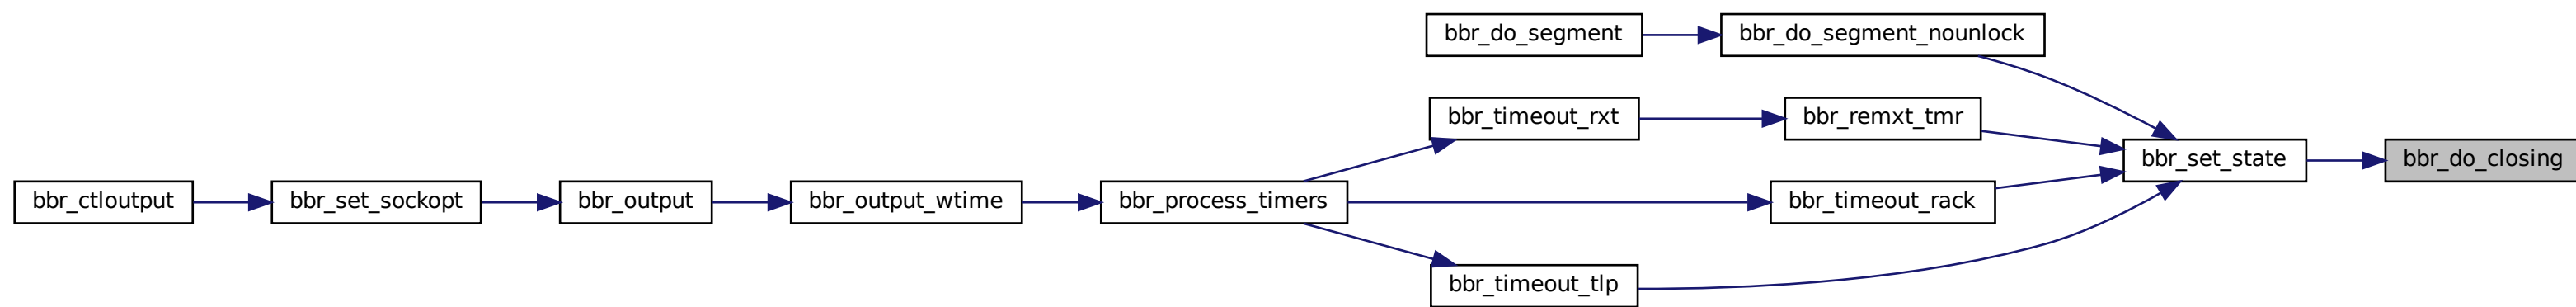 bbr_do_segment
bbr_do_segment_nounlock
bbr_timeout_rxt
bbr_remxt_tmr
bbr_set_state
bbr_do_closing
bbr_ctloutput
bbr_set_sockopt
bbr_output
bbr_output_wtime
bbr_process_timers
bbr_timeout_rack
bbr_timeout_tlp